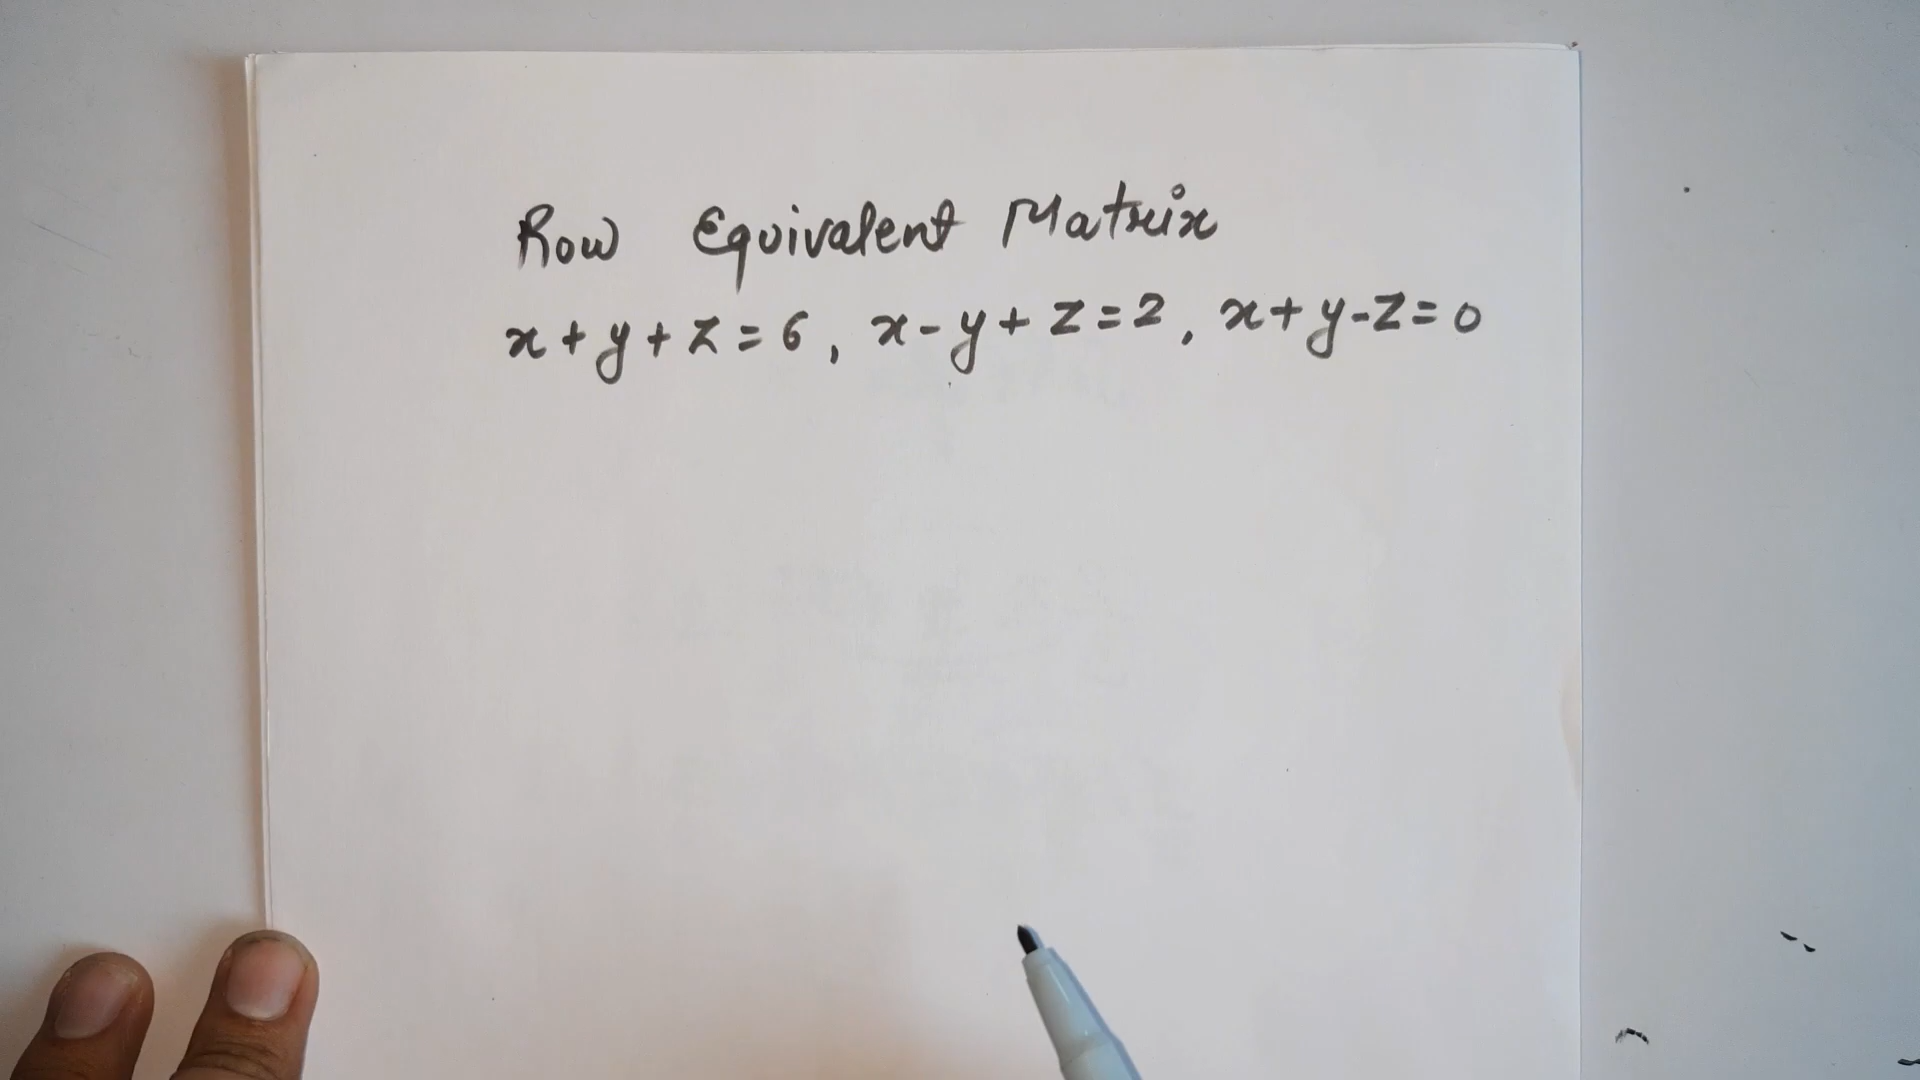 Row Equivalent Matrix
x+y+z=6, x-y+z=2, x+y-z=0